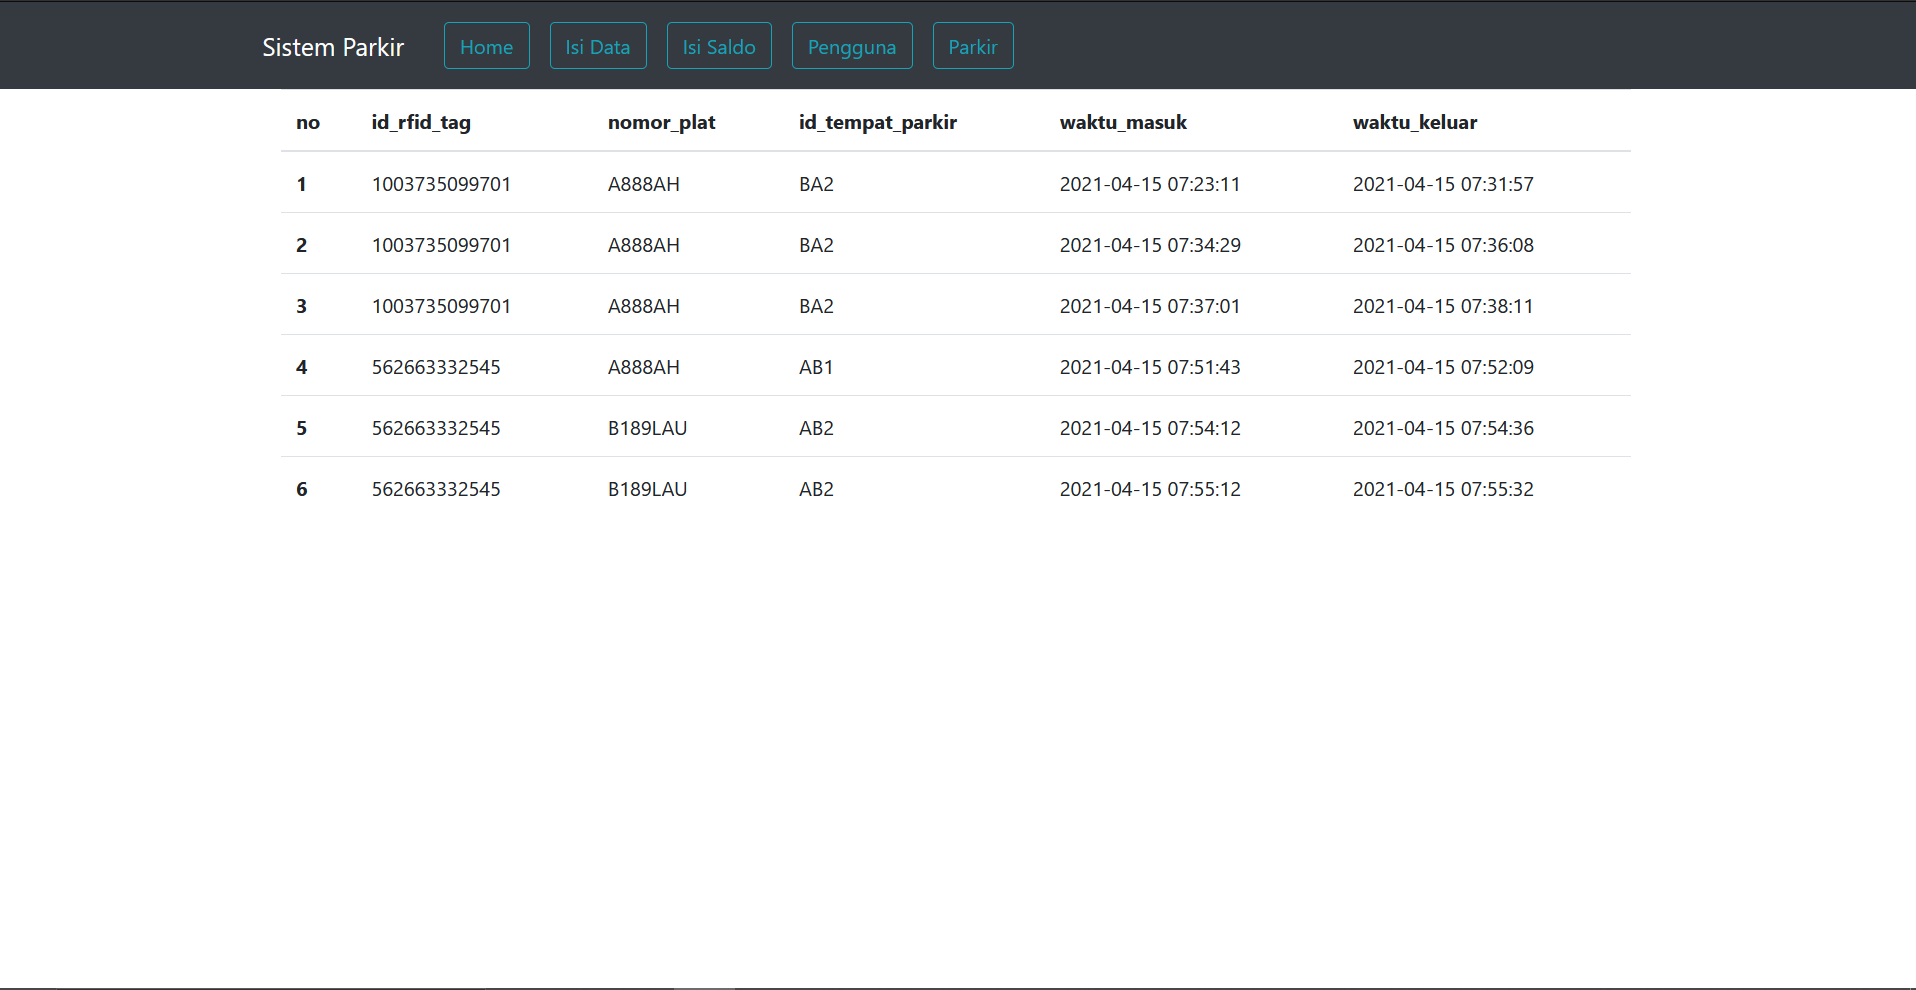 Sistem Parkir Home Isi Data Isi Saldo Pengguna Parkir
no id_rfid_tag nomor_plat id_tempat_parkir waktu_masuk waktu_keluar
1 1003735099701 A888AH BA2 2021-04-15 07:23:11 2021-04-15 07:31:57
2 1003735099701 A888AH BA2 2021-04-15 07:34:29 2021-04-15 07:36:08
3 1003735099701 A888AH BA2 2021-04-15 07:37:01 2021-04-15 07:38:11
4 562663332545 A888AH AB1 2021-04-15 07:51:43 2021-04-15 07:52:09
5 562663332545 B189LAU AB2 2021-04-15 07:54:12 2021-04-15 07:54:36
6 562663332545 B189LAU AB2 2021-04-15 07:55:12 2021-04-15 07:55:32